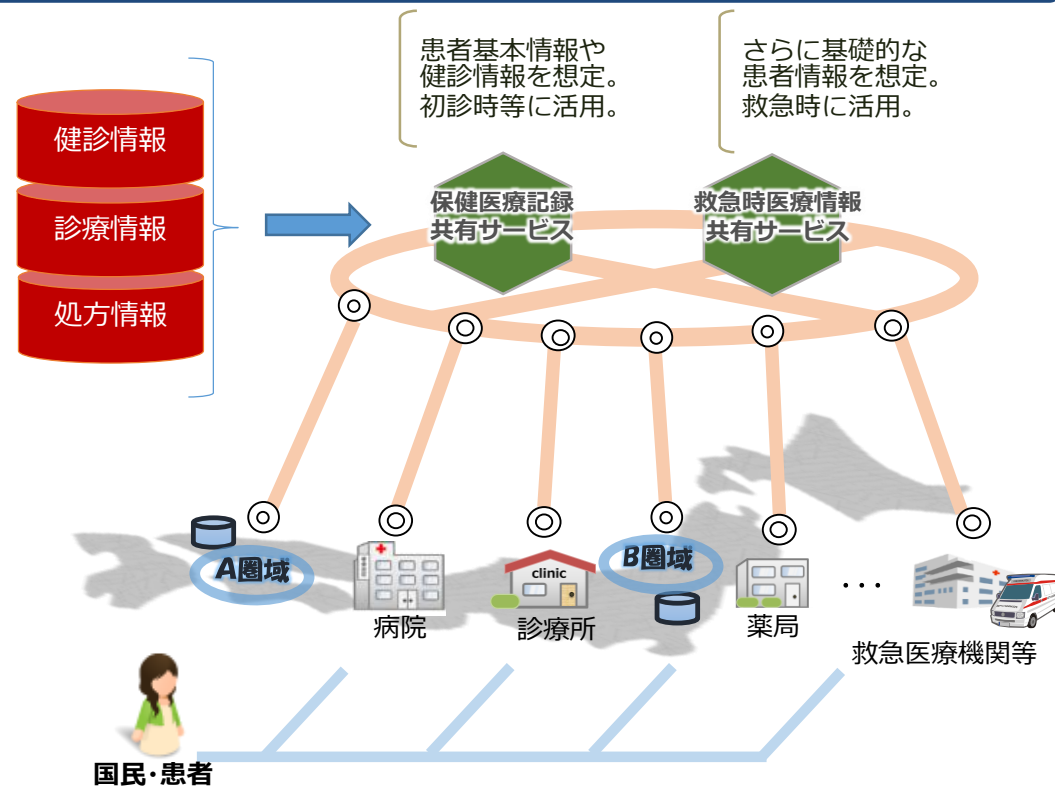 患者基本情報や
健診情報を想定。
初診時等に活用。
さらに基礎的な
患者情報を想定。
救急時に活用。
健診情報
診療情報
処方情報
保健医療記録
共有サービス
救急時医療情報
共有サービス
A圏域
病院
clinic
診療所
B圏域
薬局
…
救急医療機関等
国民･患者